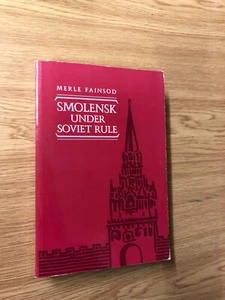 MERLE FAINSOD
SMOLENSK
UNDER
SOVIET RULE